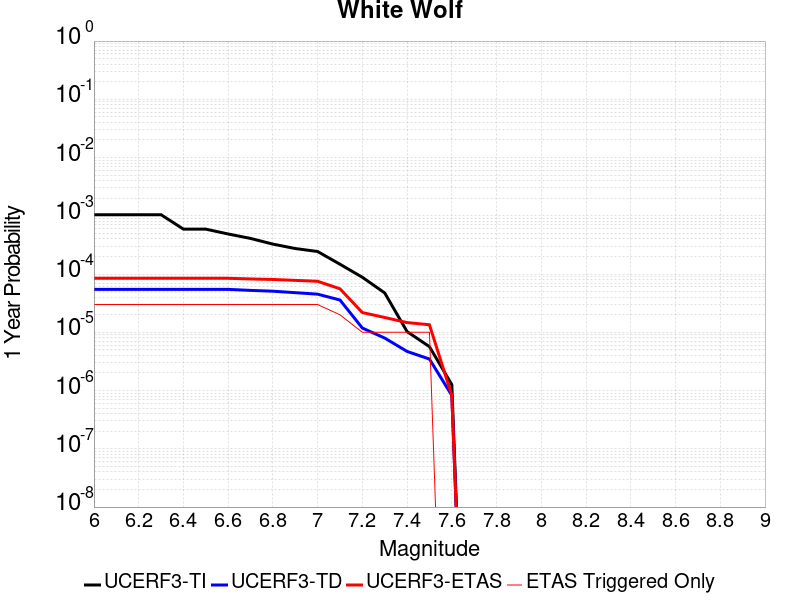 White Wolf
10^0
10^-1
10^-2
10^-3
10^-4
10^-5
10^-6
10^-7
10^-8
1 Year Probability
6 6.2 6.4 6.6 6.8 7 7.2 7.4 7.6 7.8 8 8.2 8.4 8.6 8.8 9
Magnitude
UCERF3-TI UCERF3-TD UCERF3-ETAS ETAS Triggered Only